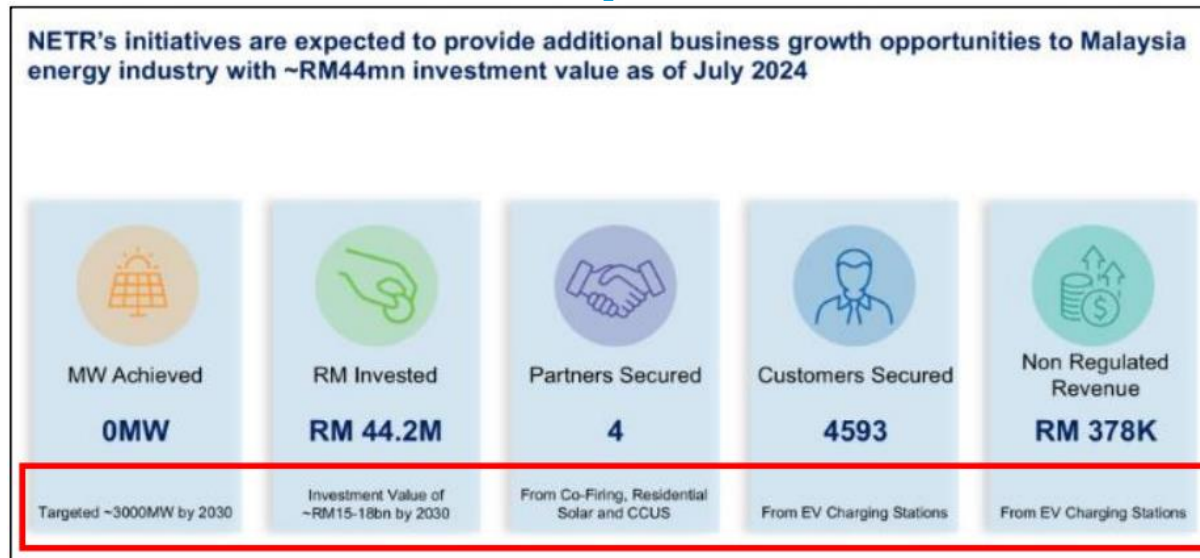 NETR's initiatives are expected to provide additional business growth opportunities to Malaysia
energy industry with ~RM44mn investment value as of July 2024
MW Achieved
0MW
Targeted ~3000MW by 2030
RM Invested
RM 44.2M
Investment Value of
~RM15-18bn by 2030
Partners Secured
4
From Co-Firing, Residential
Solar and CCUS
Customers Secured
4593
From EV Charging Stations
Non Regulated
Revenue
RM 378K
From EV Charging Stations